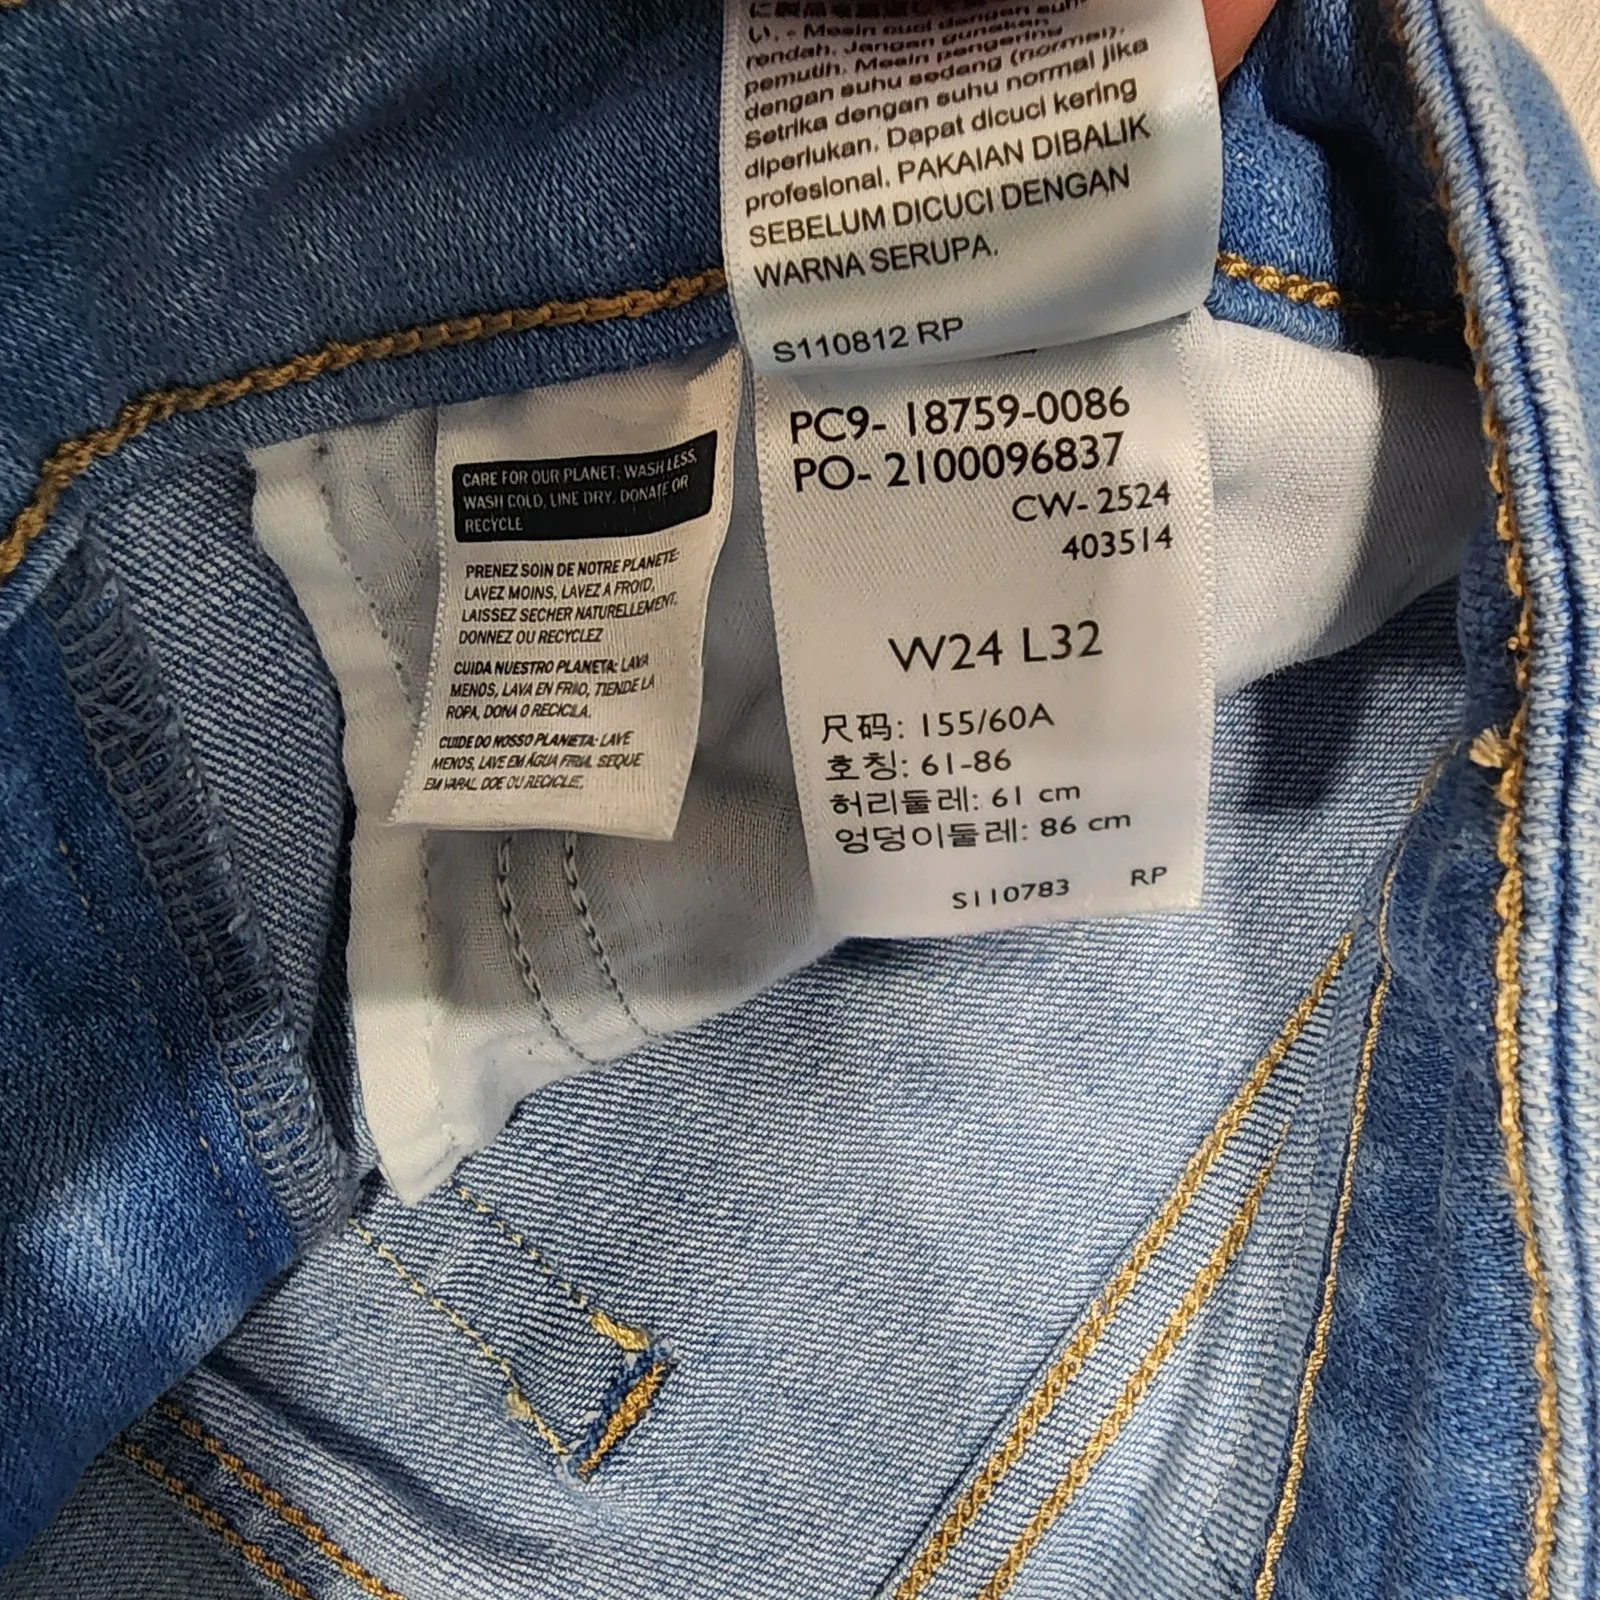 い。- Mesin cuci dengan suhu
rendah. Jangan gunakan
pemutih. Mesin pengering
dengan suhu sedang (normal).
Setrika dengan suhu normal jika
diperlukan. Dapat dicuci kering
profesional. PAKAIAN DIBALIK
SEBELUM DICUCI DENGAN
WARNA SERUPA.
S110812 RP
PC9- 18759-0086
PO- 2100096837
CW- 2524
403514
W24 L32
尺码: 155/60A
호칭: 61-86
허리둘레: 61 cm
엉덩이둘레: 86 cm
S110783 RP
CARE FOR OUR PLANET: WASH LESS,
WASH COLD, LINE DRY, DONATE OR
RECYCLE
PRENEZ SOIN DE NOTRE PLANETE:
LAVEZ MOINS, LAVEZ A FROID,
LAISSEZ SECHER NATURELLEMENT.
DONNEZ OU RECYCLEZ
CUIDA NUESTRO PLANETA: LAVA
MENOS, LAVA EN FRIO, TIENDE LA
ROPA, DONA O RECICLA.
CUIDE DO NOSSO PLANETA: LAVE
MENOS, LAVE EM ÁGUA FRIA, SEQUE
EM VARAL, DOE OU RECICLE.